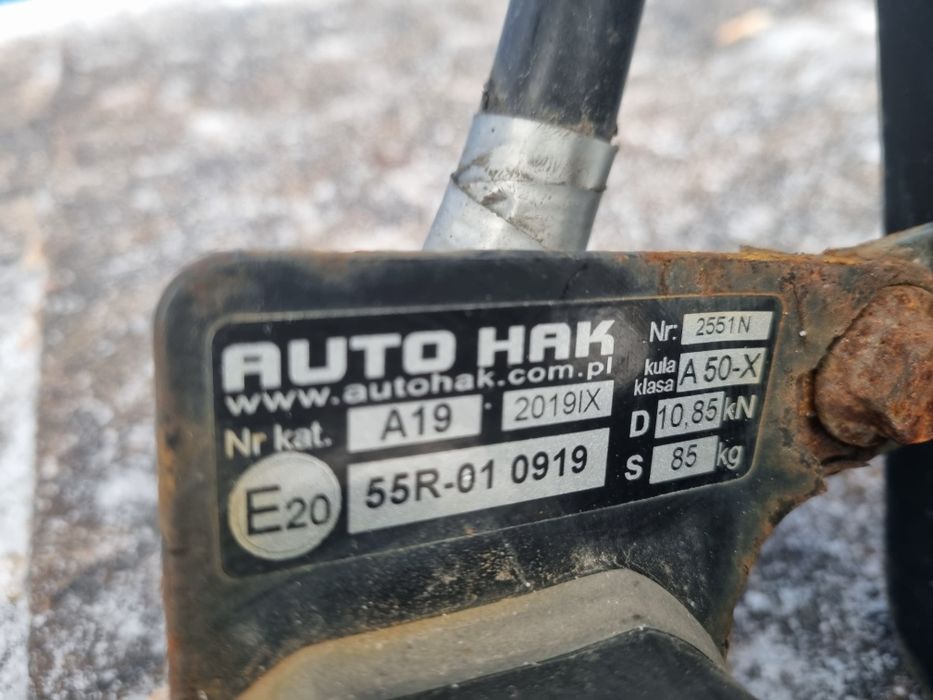 AUTO HAK
www.autohak.com.pl
Nr kat. A19 2019IX
E20 55R-01 0919
Nr: 2551N
kula klasa A 50-X
D 10,85 kN
S 85 kg